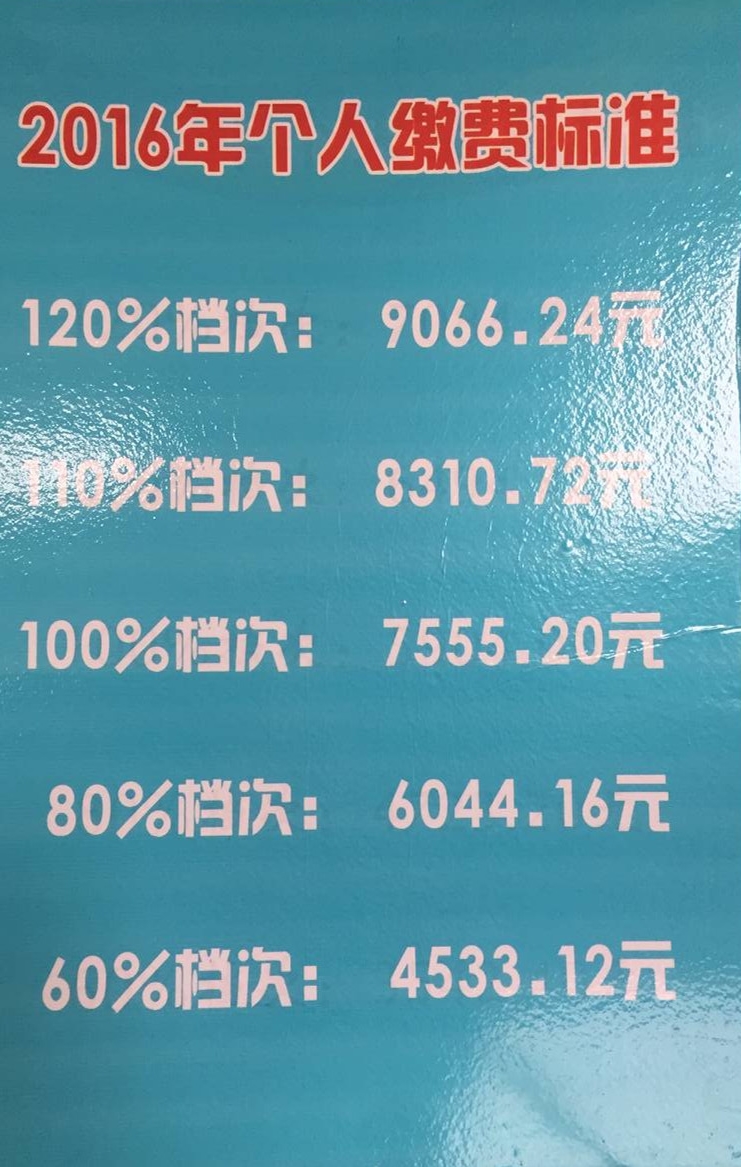 2016年个人缴费标准
120%档次： 9066.24元
110%档次： 8310.72元
100%档次： 7555.20元
80%档次： 6044.16元
60%档次： 4533.12元